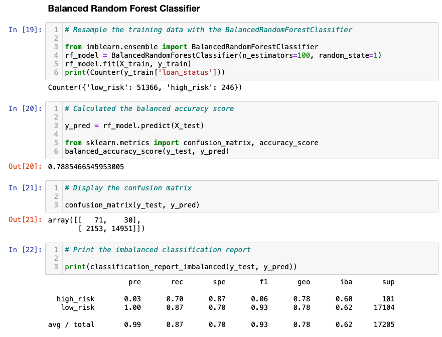 Balanced Random Forest Classifier
In [19]:
1 # Resample the training data with the BalancedRandomForestClassifier
2
3 from imblearn.ensemble import BalancedRandomForestClassifier
4 rf_model = BalancedRandomForestClassifier(n_estimators=100, random_state=1)
5 rf_model.fit(X_train, y_train)
6 print(Counter(y_train['loan_status']))
Counter({'low_risk': 51366, 'high_risk': 246})
In [20]:
1 # Calculated the balanced accuracy score
2
3 y_pred = rf_model.predict(X_test)
4
5 from sklearn.metrics import confusion_matrix, accuracy_score
6 balanced_accuracy_score(y_test, y_pred)
Out[20]: 0.7885466545953005
In [21]:
1 # Display the confusion matrix
2
3 confusion_matrix(y_test, y_pred)
Out[21]: array([[ 71, 30],
[ 2153, 14951]])
In [22]:
1 # Print the imbalanced classification report
2
3 print(classification_report_imbalanced(y_test, y_pred))
pre rec spe f1 geo iba sup
high_risk 0.03 0.70 0.87 0.06 0.78 0.60 101
low_risk 1.00 0.87 0.70 0.93 0.78 0.62 17104
avg / total 0.99 0.87 0.70 0.93 0.78 0.62 17205